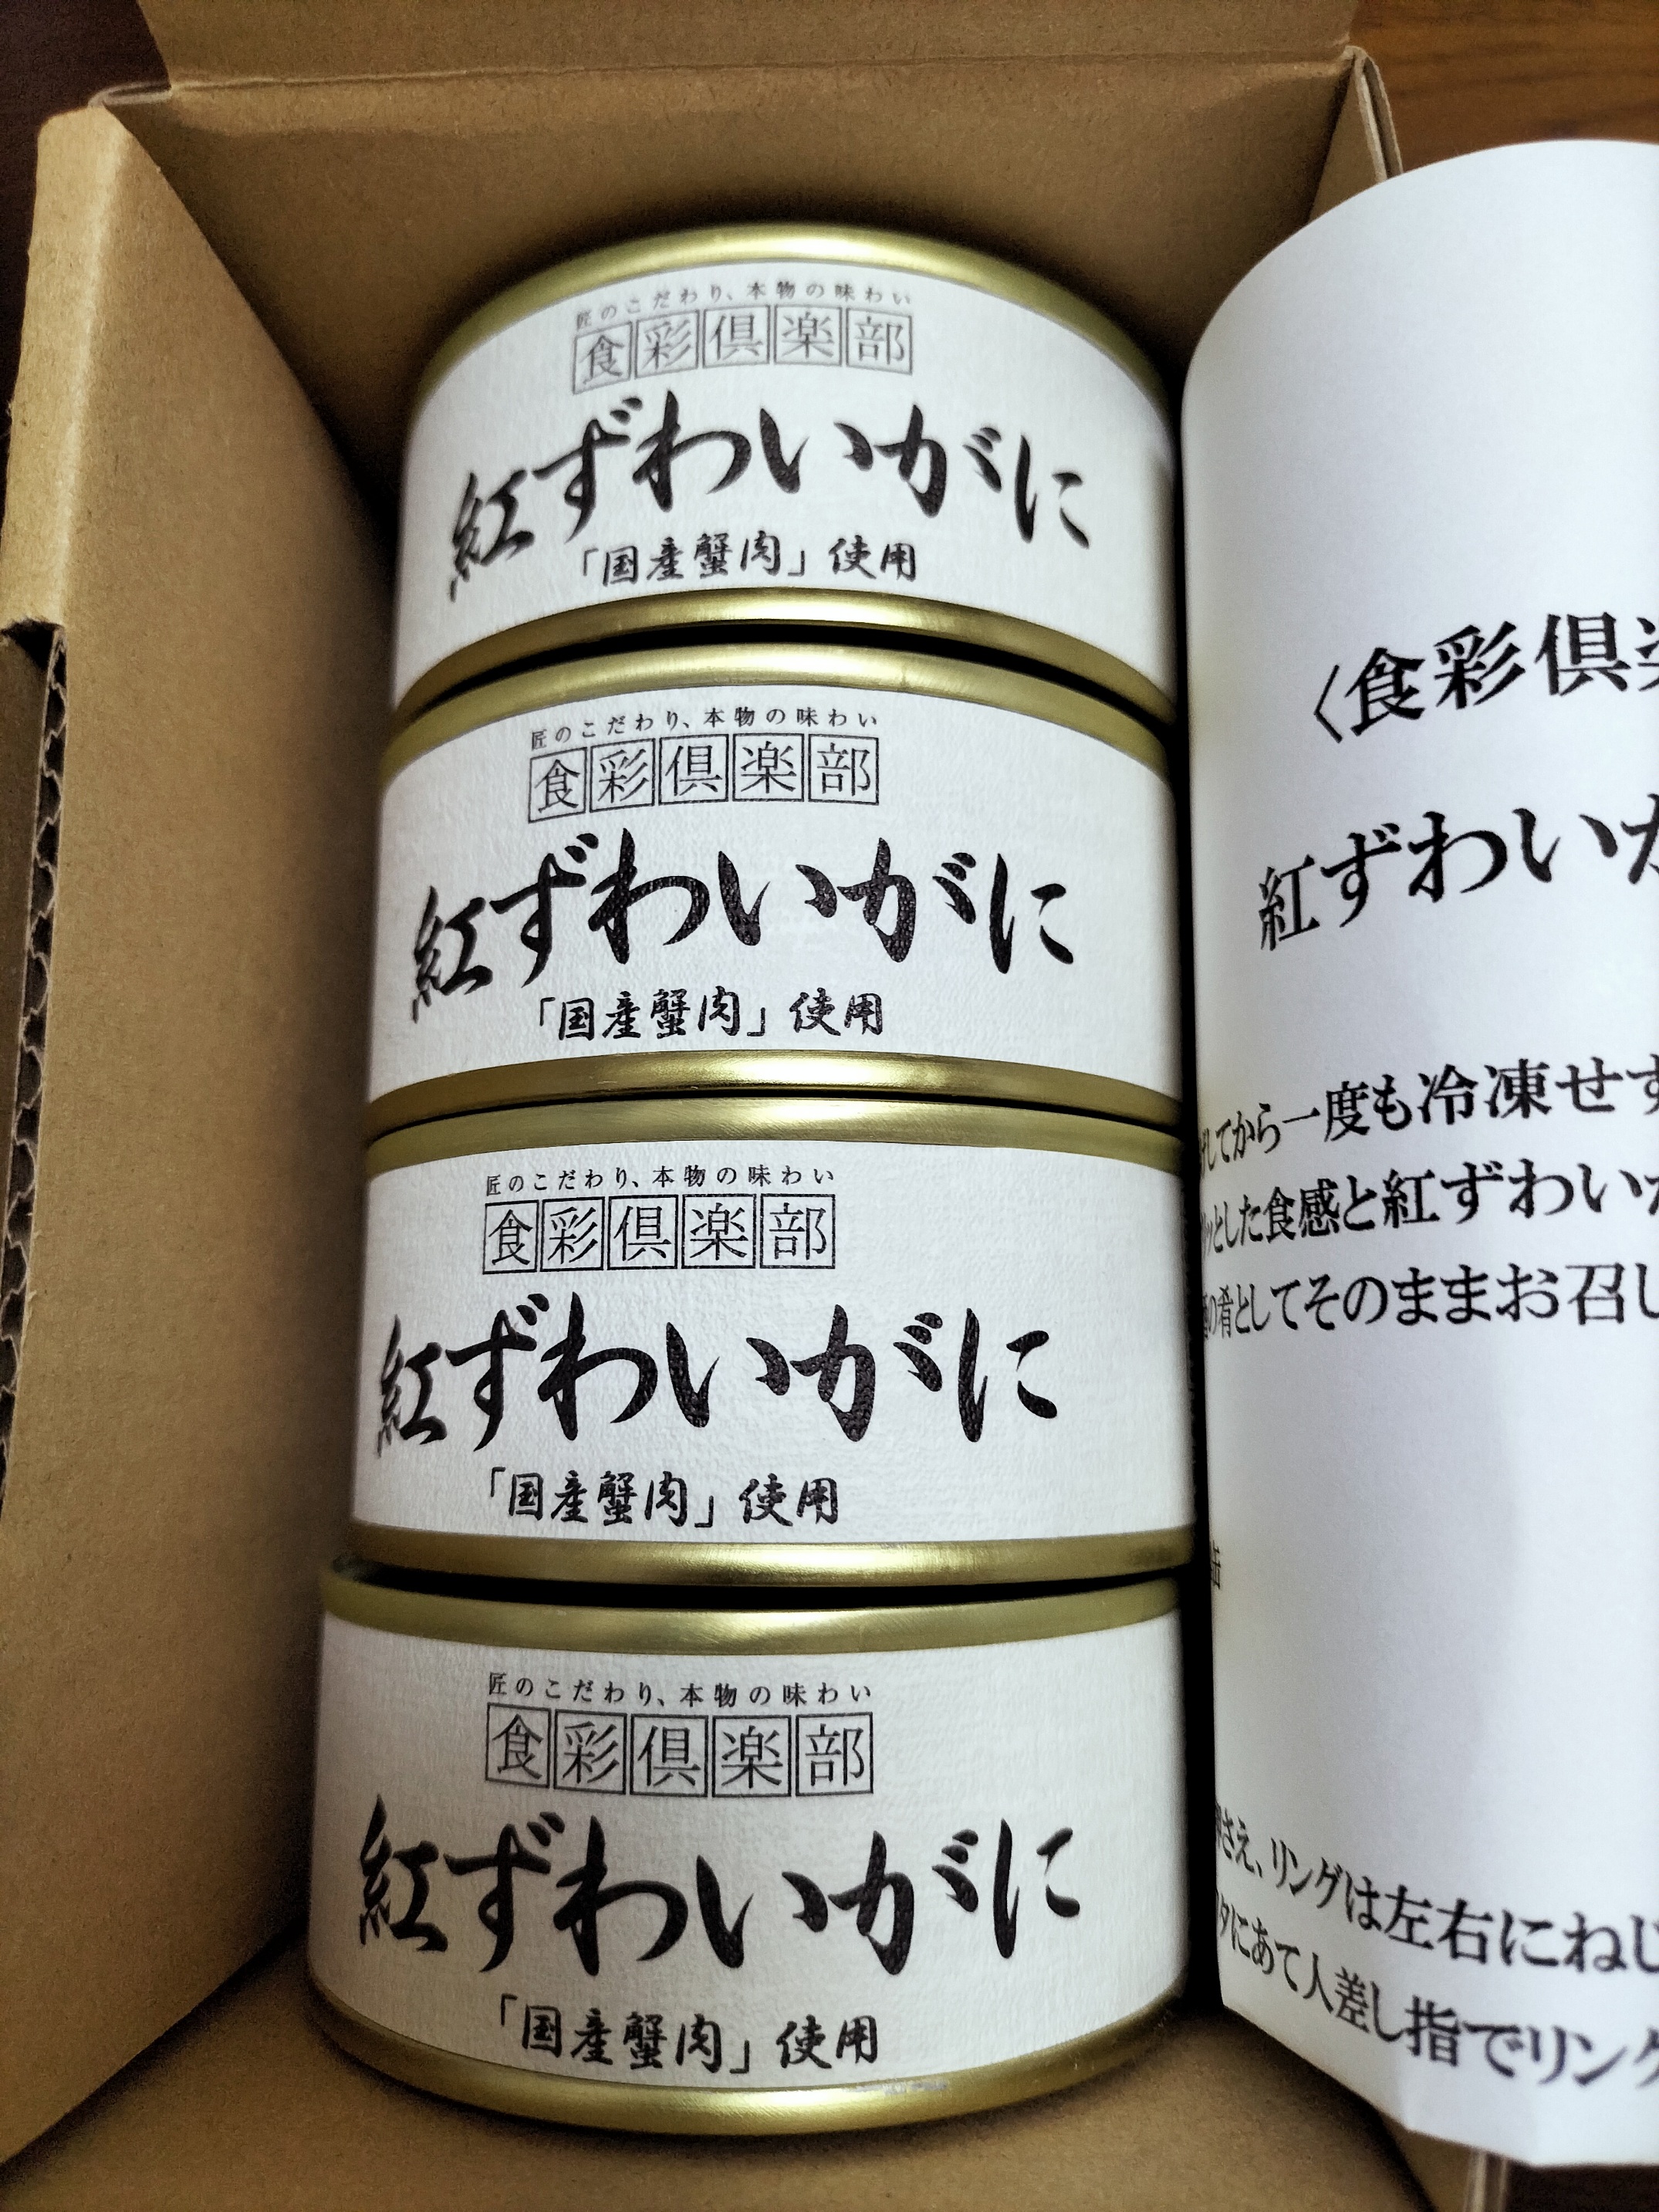 匠のこだわり、本物の味わい
食彩倶楽部
紅ずわいがに
「国産蟹肉」使用
匠のこだわり、本物の味わい
食彩倶楽部
紅ずわいがに
「国産蟹肉」使用
匠のこだわり、本物の味わい
食彩倶楽部
紅ずわいがに
「国産蟹肉」使用
匠のこだわり、本物の味わい
食彩倶楽部
紅ずわいがに
「国産蟹肉」使用
〈食彩倶
紅ずわい
してから一度も冷凍せ
とした食感と紅ずわい
の肴としてそのままお召し
缶
さえ、リングは左右にねじ
タにあて人差し指でリング